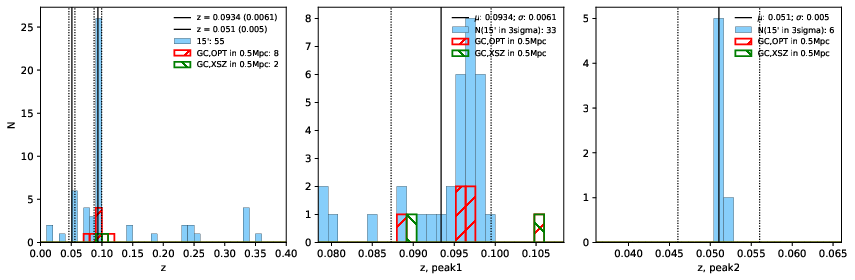 z = 0.0934 (0.0061)
z = 0.051 (0.005)
15': 55
GC,OPT in 0.5Mpc: 8
GC,XSZ in 0.5Mpc: 2
N
25
20
15
10
5
0
0.00 0.05 0.10 0.15 0.20 0.25 0.30 0.35 0.40
z
μ: 0.0934; σ: 0.0061
N(15' in 3sigma): 33
GC,OPT in 0.5Mpc
GC,XSZ in 0.5Mpc
8
7
6
5
4
3
2
1
0
0.080 0.085 0.090 0.095 0.100 0.105
z, peak1
μ: 0.051; σ: 0.005
N(15' in 3sigma): 6
GC,OPT in 0.5Mpc
GC,XSZ in 0.5Mpc
5
4
3
2
1
0
0.040 0.045 0.050 0.055 0.060 0.065
z, peak2